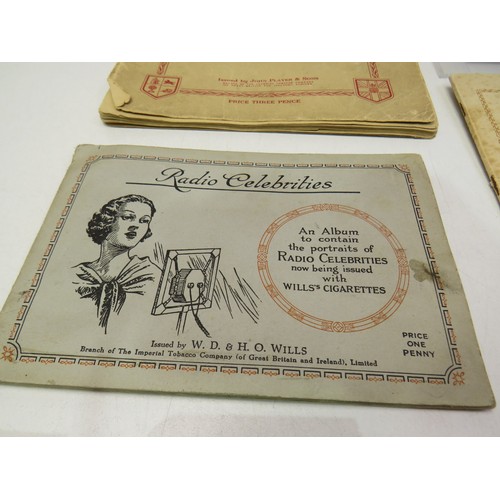 Issued by JOHN PLAYER & SONS
PRICE THREE PENCE
Radio Celebrities
An Album
to contain
the portraits of
RADIO CELEBRITIES
now being issued
with
WILLS'S CIGARETTES
PRICE
ONE
PENNY
Issued by W. D. & H. O. WILLS
Branch of The Imperial Tobacco Company (of Great Britain and Ireland), Limited